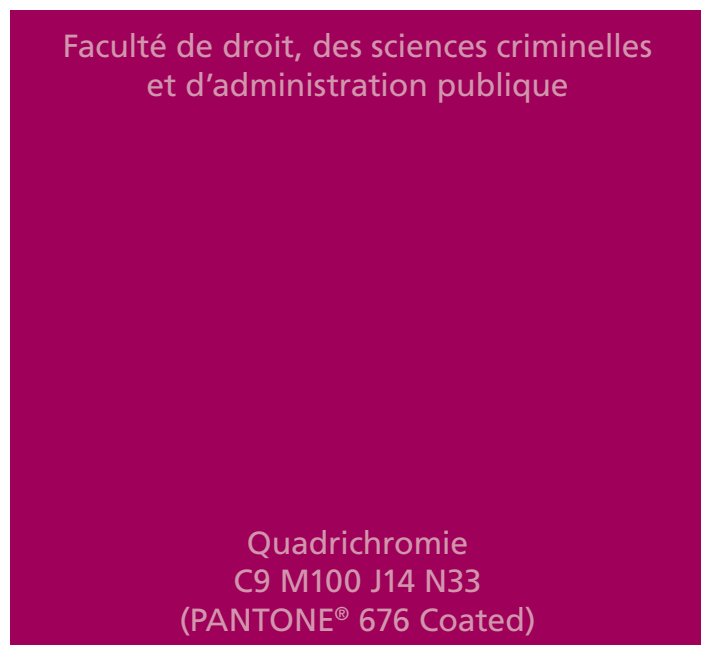 Faculté de droit, des sciences criminelles
et d’administration publique
Quadrichromie
C9 M100 J14 N33
(PANTONE® 676 Coated)